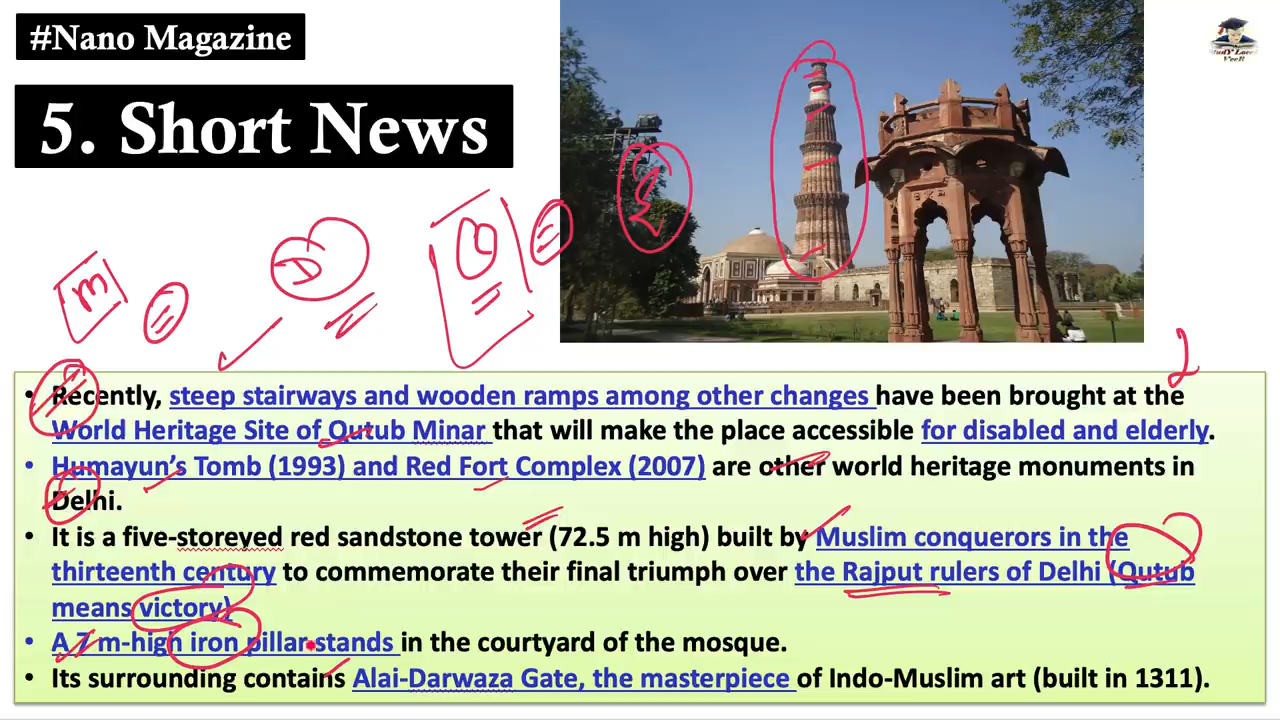 #Nano Magazine
5. Short News
StudY LoveR
VeeR
m
D
2
• Recently, steep stairways and wooden ramps among other changes have been brought at the
World Heritage Site of Qutub Minar that will make the place accessible for disabled and elderly.
• Humayun's Tomb (1993) and Red Fort Complex (2007) are other world heritage monuments in
Delhi.
• It is a five-storeyed red sandstone tower (72.5 m high) built by Muslim conquerors in the
thirteenth century to commemorate their final triumph over the Rajput rulers of Delhi (Qutub
means victory)
• A 7 m-high iron pillar stands in the courtyard of the mosque.
• Its surrounding contains Alai-Darwaza Gate, the masterpiece of Indo-Muslim art (built in 1311).